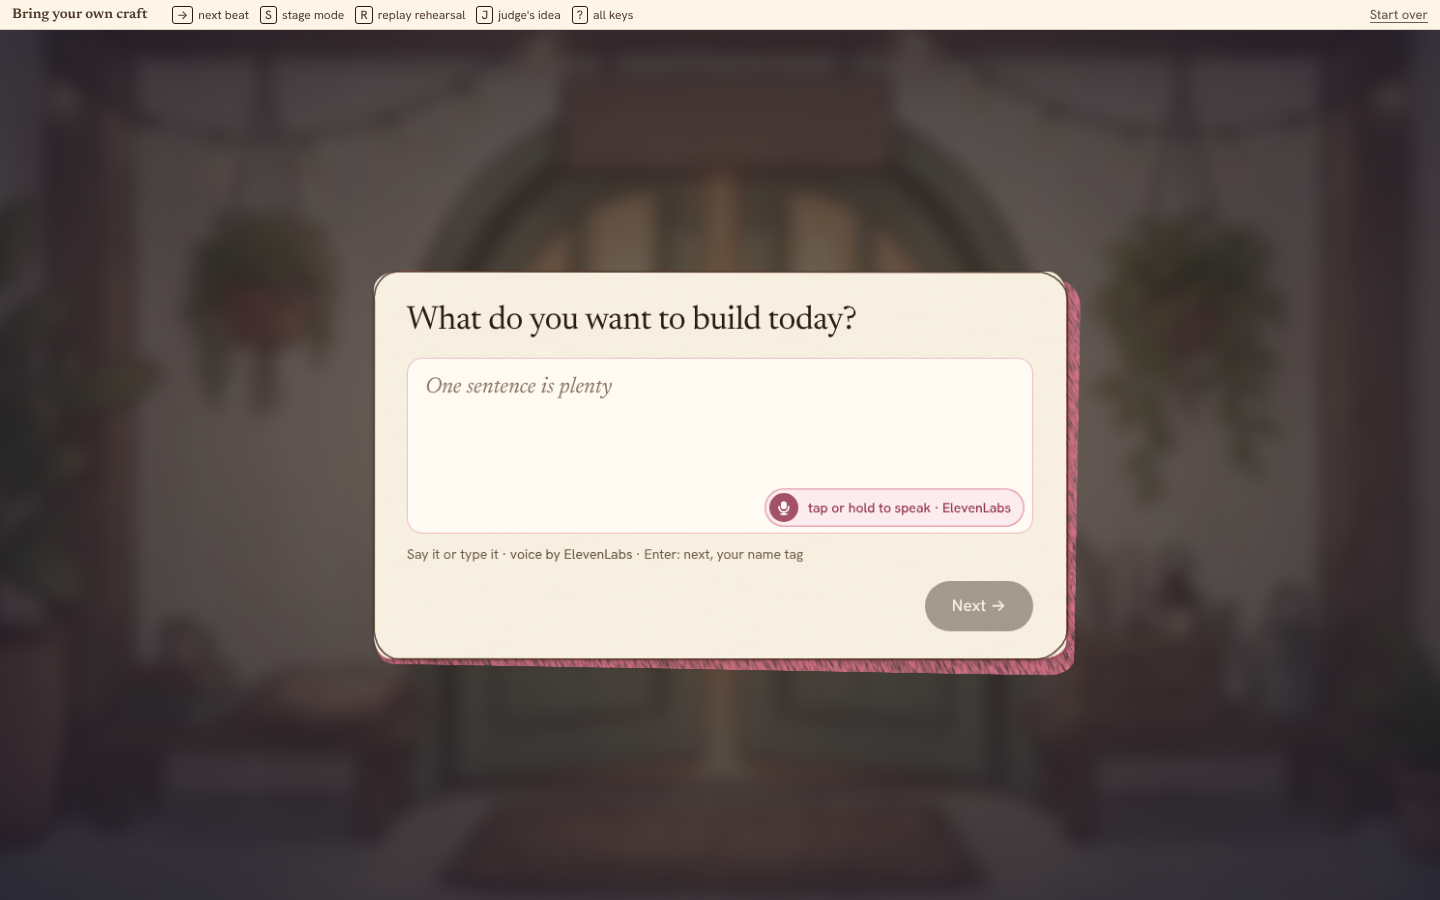 Bring your own craft → next beat S stage mode R replay rehearsal J judge's idea ? all keys Start over
What do you want to build today?
One sentence is plenty
tap or hold to speak · ElevenLabs
Say it or type it · voice by ElevenLabs · Enter: next, your name tag
Next →